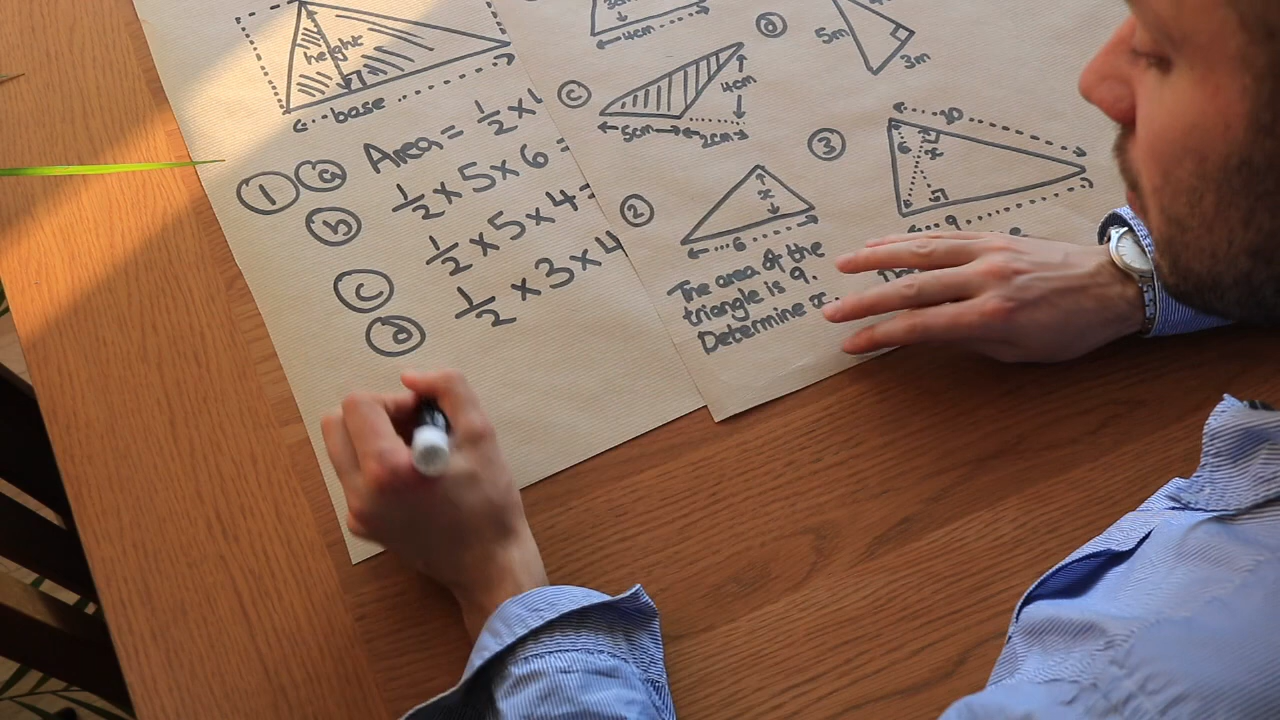 height
base
Area = 1/2 ×
1 a 1/2 × 5 × 6 =
b 1/2 × 5 × 4 =
c 1/2 × 3 × 4
d
4cm
c
5cm
2cm
4cm
d
5m
3m
2
x
6
The area of the
triangle is 9.
Determine x.
3
10
6
x
9